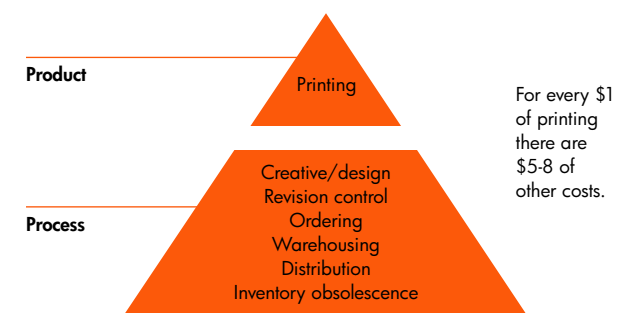 Product
Printing
For every $1
of printing
there are
$5-8 of
other costs.
Process
Creative/design
Revision control
Ordering
Warehousing
Distribution
Inventory obsolescence